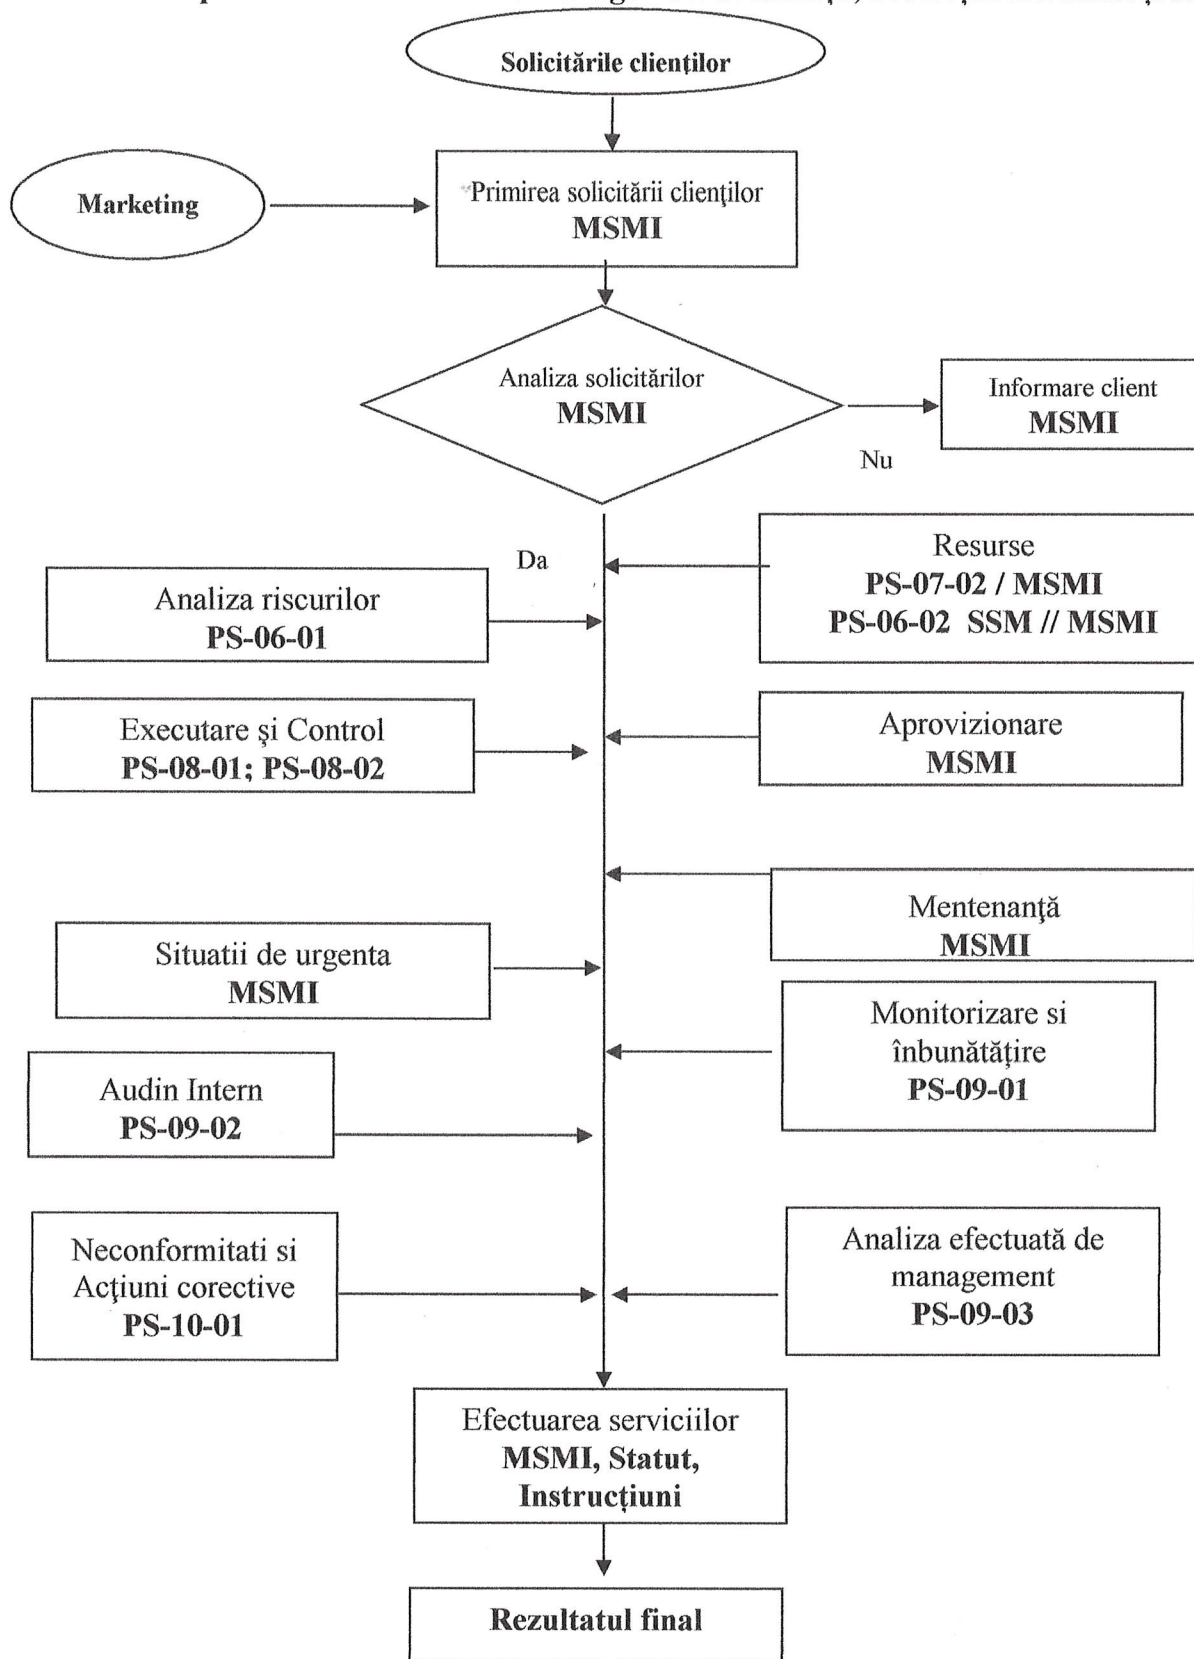 Solicitările clienților
Marketing
Primirea solicitării clienţilor
MSMI
Analiza solicitărilor
MSMI
Informare client
MSMI
Nu
Da
Resurse
PS-07-02 / MSMI
PS-06-02 SSM // MSMI
Analiza riscurilor
PS-06-01
Executare şi Control
PS-08-01; PS-08-02
Aprovizionare
MSMI
Mentenanţă
MSMI
Situatii de urgenta
MSMI
Monitorizare si
înbunătățire
PS-09-01
Audin Intern
PS-09-02
Neconformitati si
Acţiuni corective
PS-10-01
Analiza efectuată de
management
PS-09-03
Efectuarea serviciilor
MSMI, Statut,
Instrucțiuni
Rezultatul final